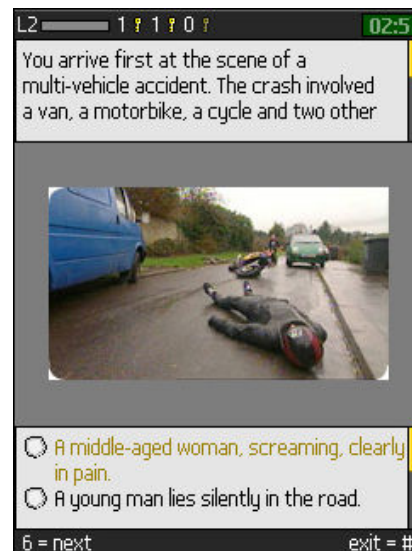 L2 1 1 0 02:5
You arrive first at the scene of a
multi-vehicle accident. The crash involved
a van, a motorbike, a cycle and two other
A middle-aged woman, screaming, clearly
in pain.
A young man lies silently in the road.
6 = next exit = #